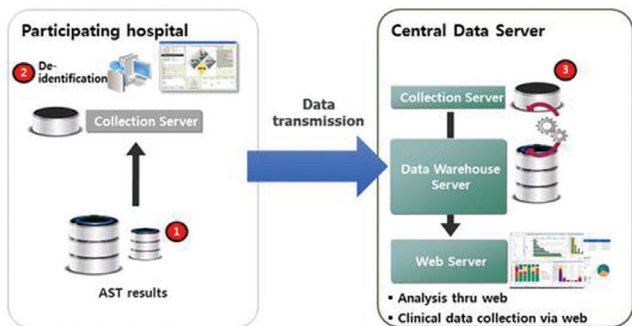 Participating hospital
2
De-
identification
Collection Server
1
AST results
Data
transmission
Central Data Server
3
Collection Server
Data Warehouse
Server
Web Server
▪ Analysis thru web
▪ Clinical data collection via web